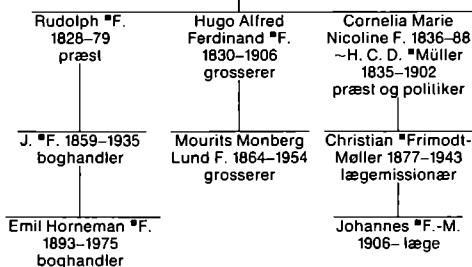 Rudolph *F.
1828–79
præst
Hugo Alfred
Ferdinand *F.
1830-1906
grosserer
Cornelia Marie
Nicoline F. 1836-88
~H. C. D. *Müller
1835-1902
præst og politiker
J. *F. 1859-1935
boghandler
Mourits Monberg
Lund F. 1864-1954
grosserer
Christian *Frimodt-
Møller 1877-1943
lægemissionær
Emil Horneman *F.
1893-1975
boghandler
Johannes *F.-M.
1906– læge